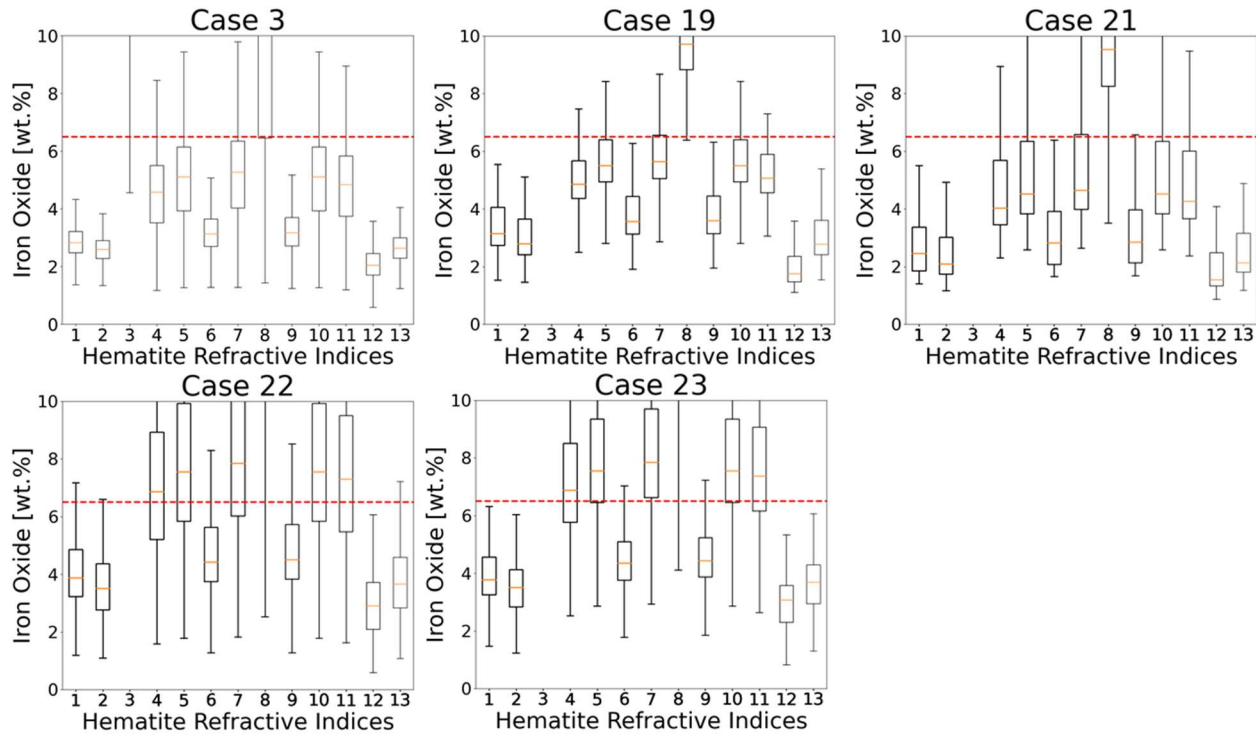 Case 3
Iron Oxide [wt.%]
10
8
6
4
2
0
1 2 3 4 5 6 7 8 9 10 11 12 13
Hematite Refractive Indices
Case 19
Iron Oxide [wt.%]
10
8
6
4
2
0
1 2 3 4 5 6 7 8 9 10 11 12 13
Hematite Refractive Indices
Case 21
Iron Oxide [wt.%]
10
8
6
4
2
0
1 2 3 4 5 6 7 8 9 10 11 12 13
Hematite Refractive Indices
Case 22
Iron Oxide [wt.%]
10
8
6
4
2
0
1 2 3 4 5 6 7 8 9 10 11 12 13
Hematite Refractive Indices
Case 23
Iron Oxide [wt.%]
10
8
6
4
2
0
1 2 3 4 5 6 7 8 9 10 11 12 13
Hematite Refractive Indices